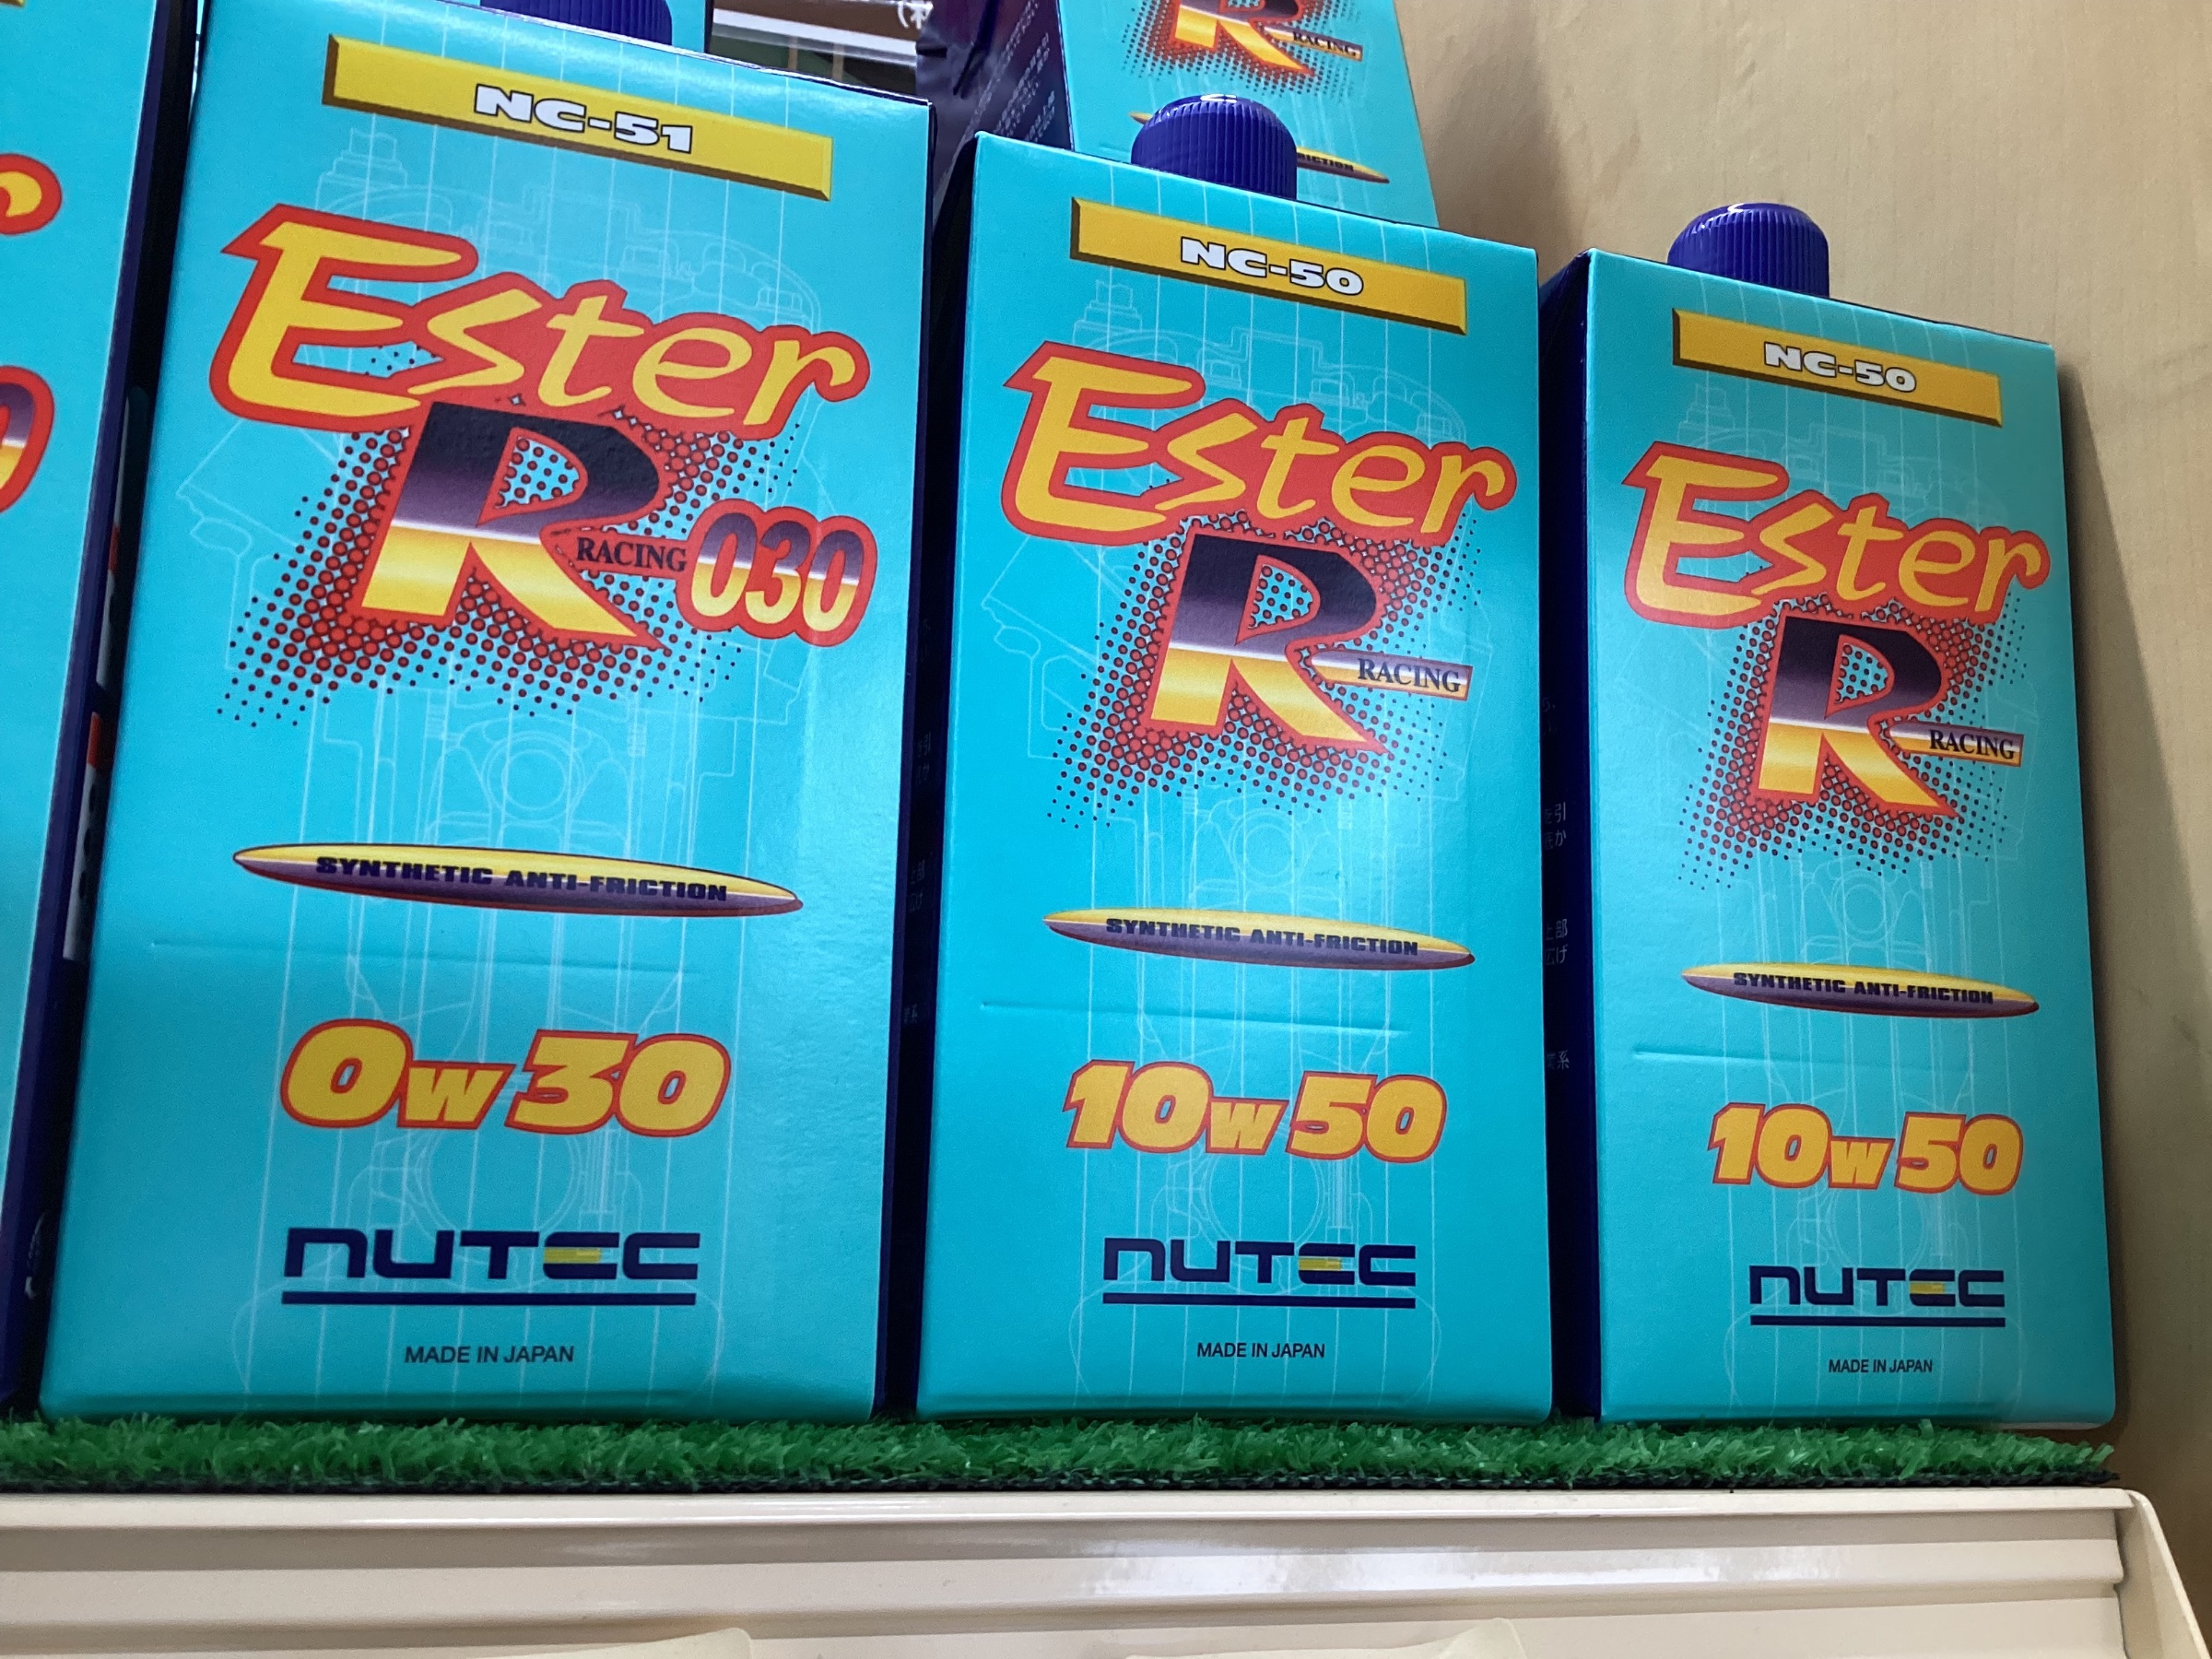 NC-51
Ester
R
RACING 030
SYNTHETIC ANTI-FRICTION
0W30
NUTEC
MADE IN JAPAN
NC-50
Ester
R
RACING
SYNTHETIC ANTI-FRICTION
10W50
NUTEC
MADE IN JAPAN
NC-50
Ester
R
RACING
SYNTHETIC ANTI-FRICTION
10W50
NUTEC
MADE IN JAPAN
R
RACING